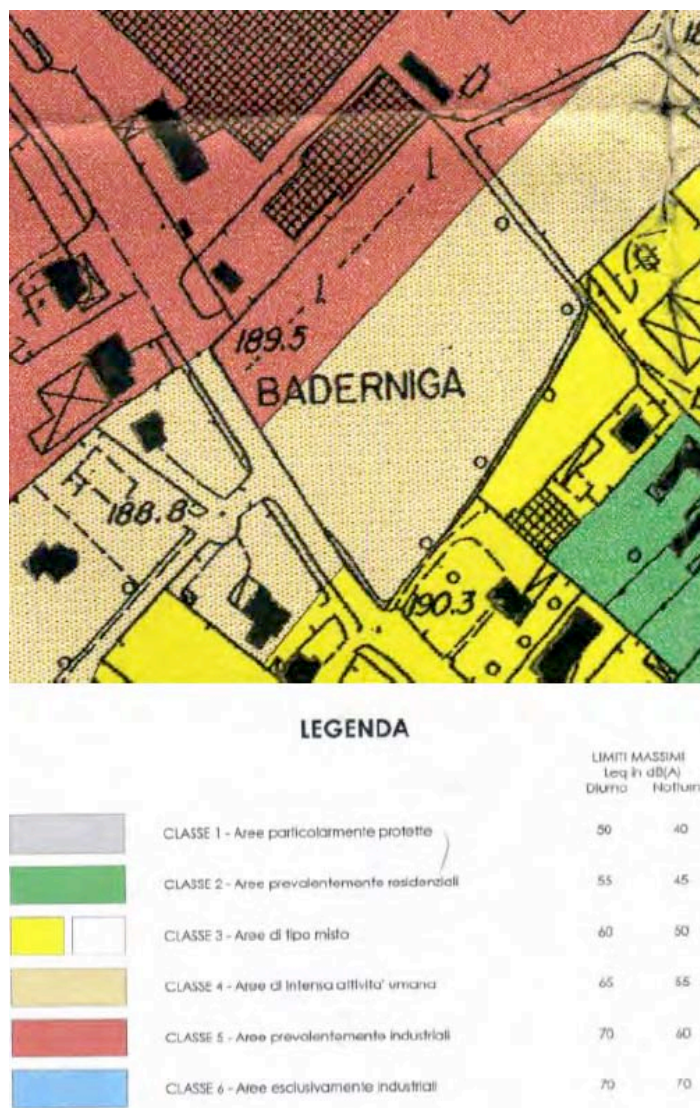 189.5
BADERNIGA
188.8
190.3
LEGENDA
LIMITI MASSIMI
Leq in dB(A)
Diurno
CLASSE 1 - Aree particolarmente protette 50 40
CLASSE 2 - Aree prevalentemente residenziali 55 45
CLASSE 3 - Aree di tipo misto 60 50
CLASSE 4 - Aree di intensa attivita' umana 65 55
CLASSE 5 - Aree prevalentemente industriali 70 60
CLASSE 6 - Aree esclusivamente industriali 70 70